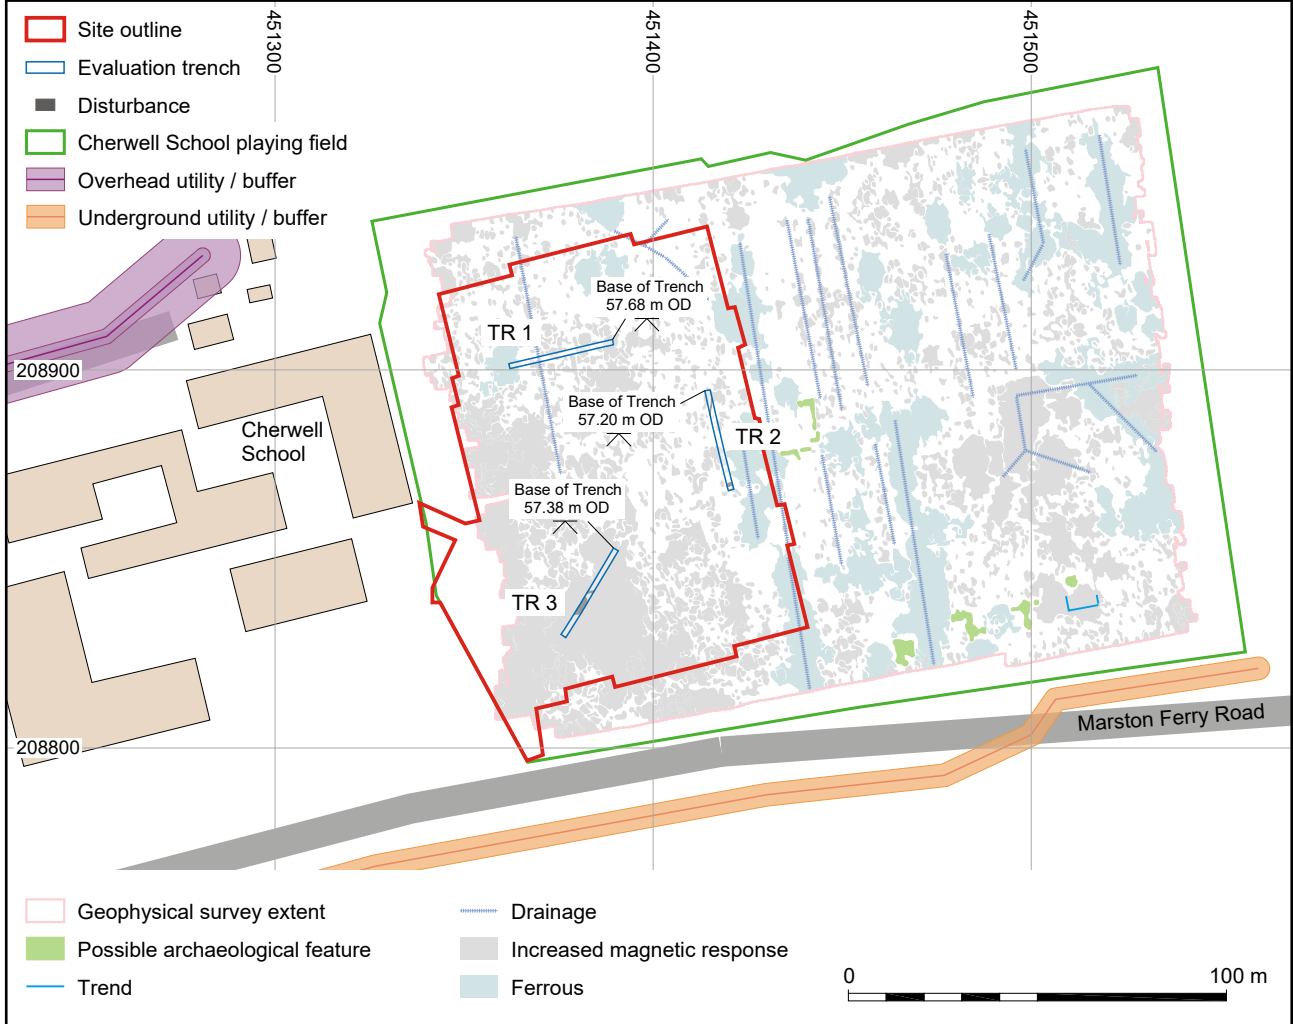 Site outline
Evaluation trench
Disturbance
Cherwell School playing field
Overhead utility / buffer
Underground utility / buffer
451300
451400
451500
208900
208800
Base of Trench
57.68 m OD
TR 1
Base of Trench
57.20 m OD
TR 2
Cherwell
School
Base of Trench
57.38 m OD
TR 3
Marston Ferry Road
Geophysical survey extent
Possible archaeological feature
Trend
Drainage
Increased magnetic response
Ferrous
0
100 m